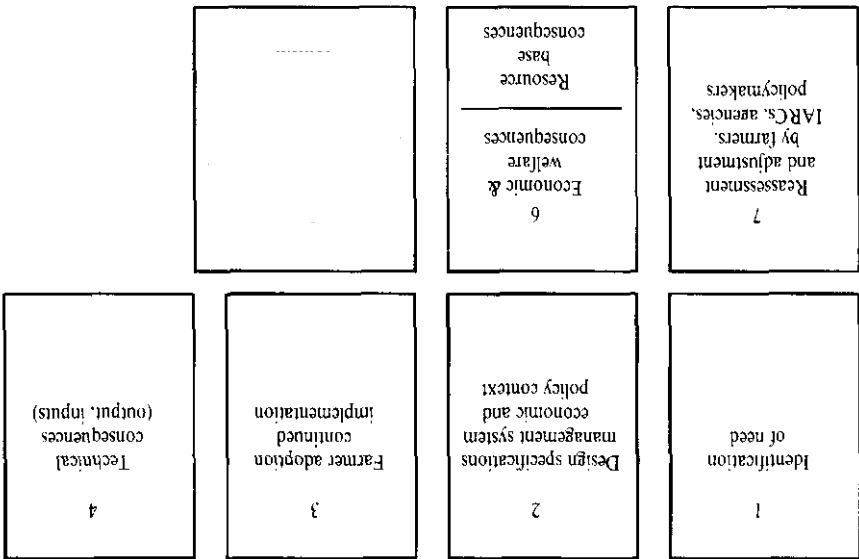 1
Identification
of need
2
Design specifications
management system
economic and
policy context
3
Farmer adoption
continued
implementation
4
Technical
consequences
(output, inputs)
7
Reassessment
and adjustment
by farmers.
IARCs, agencies,
policymakers
6
Economic &
welfare
consequences
Resource
base
consequences